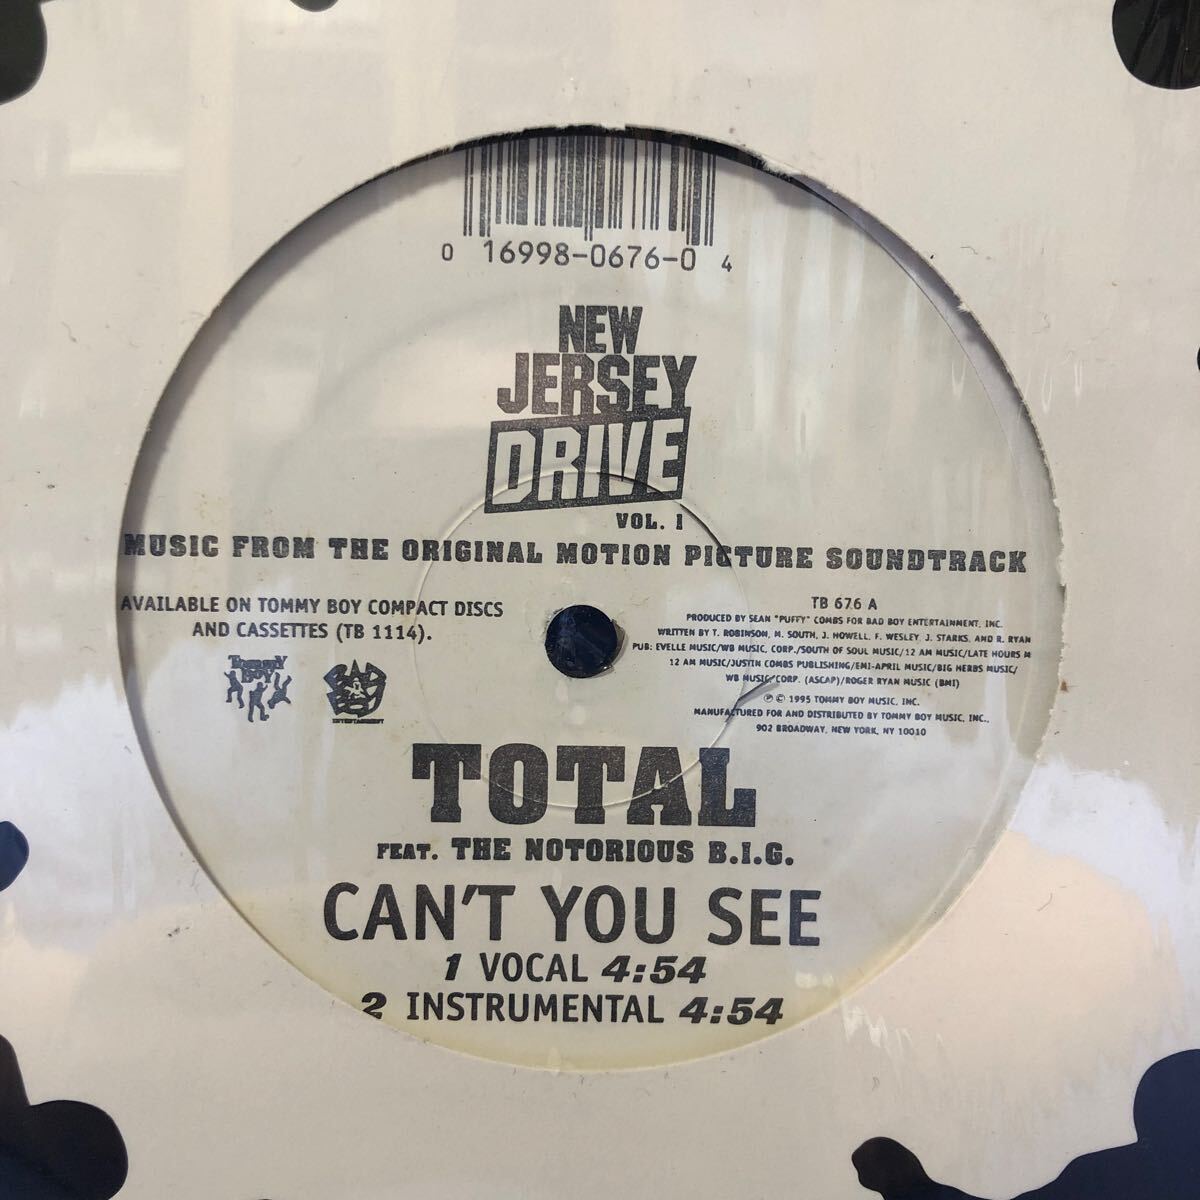 0 16998-0676-0 4
NEW
JERSEY
DRIVE
VOL. 1
MUSIC FROM THE ORIGINAL MOTION PICTURE SOUNDTRACK
AVAILABLE ON TOMMY BOY COMPACT DISCS
AND CASSETTES (TB 1114).
TOMMY
BOY
BAD
BOY
ENTERTAINMENT
TB 676 A
PRODUCED BY SEAN "PUFFY" COMBS FOR BAD BOY ENTERTAINMENT, INC.
WRITTEN BY T. ROBINSON, M. SOUTH, J. HOWELL, F. WESLEY, J. STARKS, AND R. RYAN
PUB: EVELLE MUSIC/WB MUSIC, CORP./SOUTH OF SOUL MUSIC/12 AM MUSIC/LATE HOURS M
12 AM MUSIC/JUSTIN COMBS PUBLISHING/EMI-APRIL MUSIC/BIG HERBS MUSIC/
WB MUSIC CORP. (ASCAP)/ROGER RYAN MUSIC (BMI)
℗ © 1995 TOMMY BOY MUSIC, INC.
MANUFACTURED FOR AND DISTRIBUTED BY TOMMY BOY MUSIC, INC.,
902 BROADWAY, NEW YORK, NY 10010
TOTAL
FEAT. THE NOTORIOUS B.I.G.
CAN'T YOU SEE
1 VOCAL 4:54
2 INSTRUMENTAL 4:54